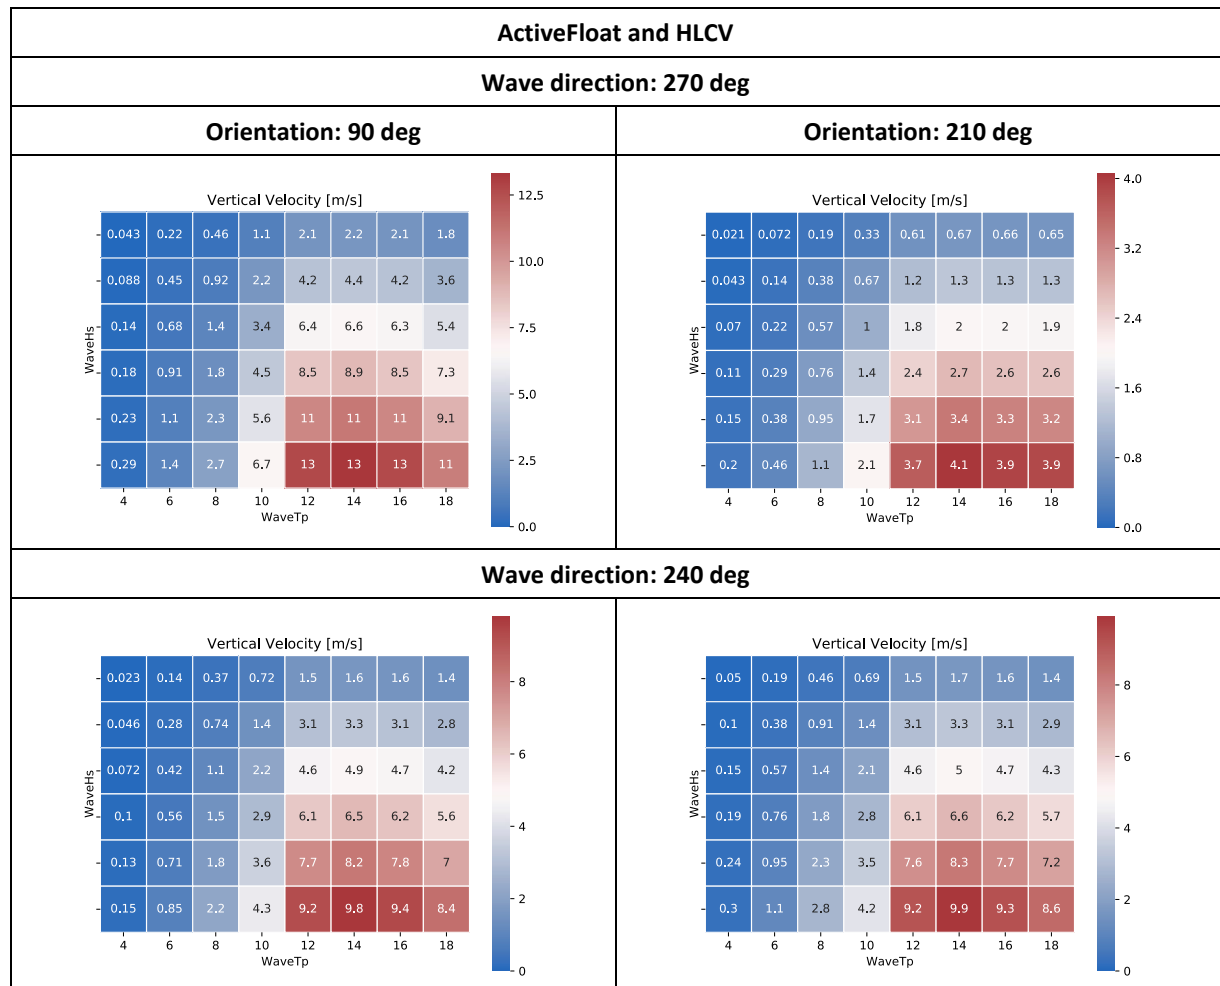 ActiveFloat and HLCV
Wave direction: 270 deg
Orientation: 90 deg
Orientation: 210 deg
Vertical Velocity [m/s]
0.043 0.22 0.46 1.1 2.1 2.2 2.1 1.8
0.088 0.45 0.92 2.2 4.2 4.4 4.2 3.6
0.14 0.68 1.4 3.4 6.4 6.6 6.3 5.4
0.18 0.91 1.8 4.5 8.5 8.9 8.5 7.3
0.23 1.1 2.3 5.6 11 11 11 9.1
0.29 1.4 2.7 6.7 13 13 13 11
4 6 8 10 12 14 16 18
WaveTp
WaveHs
12.5
10.0
7.5
5.0
2.5
0.0
Vertical Velocity [m/s]
0.021 0.072 0.19 0.33 0.61 0.67 0.66 0.65
0.043 0.14 0.38 0.67 1.2 1.3 1.3 1.3
0.07 0.22 0.57 1 1.8 2 2 1.9
0.11 0.29 0.76 1.4 2.4 2.7 2.6 2.6
0.15 0.38 0.95 1.7 3.1 3.4 3.3 3.2
0.2 0.46 1.1 2.1 3.7 4.1 3.9 3.9
4 6 8 10 12 14 16 18
WaveTp
WaveHs
4.0
3.2
2.4
1.6
0.8
0.0
Wave direction: 240 deg
Vertical Velocity [m/s]
0.023 0.14 0.37 0.72 1.5 1.6 1.6 1.4
0.046 0.28 0.74 1.4 3.1 3.3 3.1 2.8
0.072 0.42 1.1 2.2 4.6 4.9 4.7 4.2
0.1 0.56 1.5 2.9 6.1 6.5 6.2 5.6
0.13 0.71 1.8 3.6 7.7 8.2 7.8 7
0.15 0.85 2.2 4.3 9.2 9.8 9.4 8.4
4 6 8 10 12 14 16 18
WaveTp
WaveHs
8
6
4
2
0
Vertical Velocity [m/s]
0.05 0.19 0.46 0.69 1.5 1.7 1.6 1.4
0.1 0.38 0.91 1.4 3.1 3.3 3.1 2.9
0.15 0.57 1.4 2.1 4.6 5 4.7 4.3
0.19 0.76 1.8 2.8 6.1 6.6 6.2 5.7
0.24 0.95 2.3 3.5 7.6 8.3 7.7 7.2
0.3 1.1 2.8 4.2 9.2 9.9 9.3 8.6
4 6 8 10 12 14 16 18
WaveTp
WaveHs
8
6
4
2
0